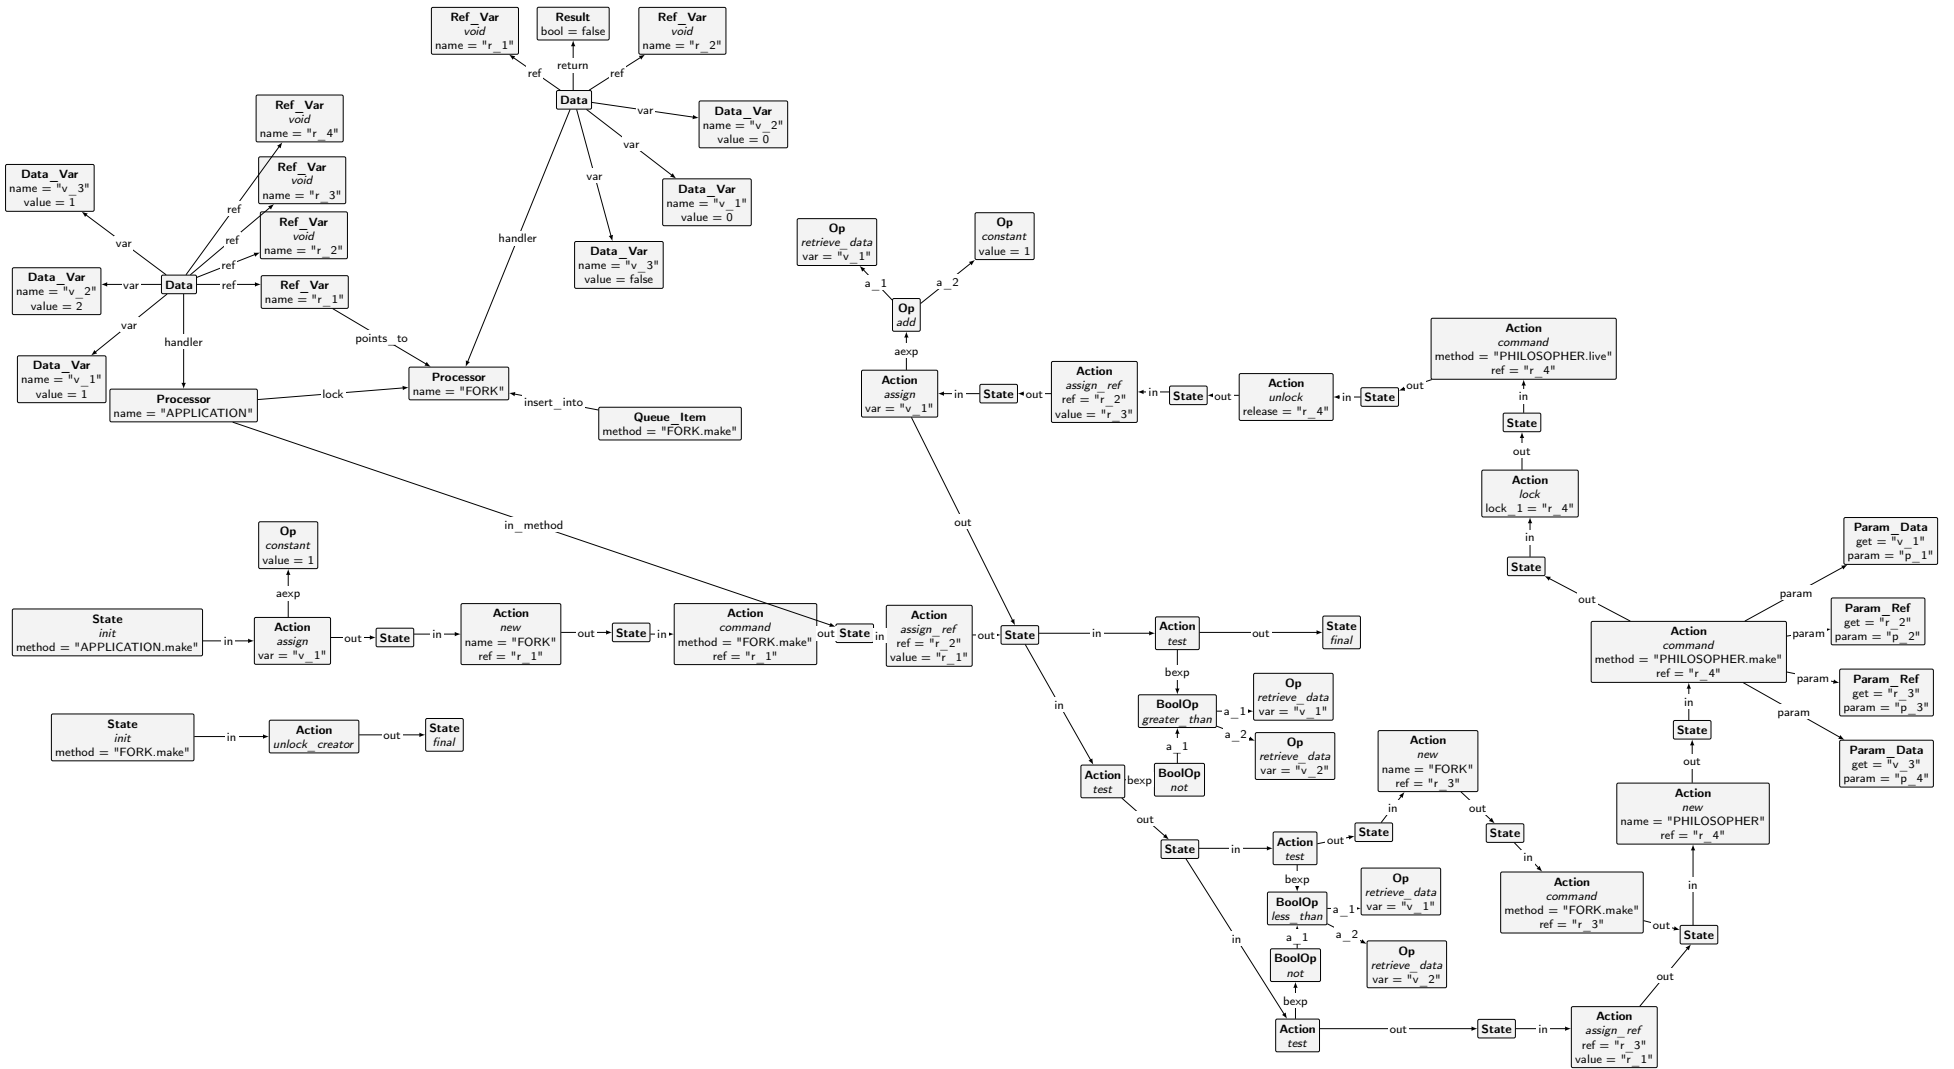 Ref_Var
void
name = "r_1"
Result
bool = false
Ref_Var
void
name = "r_2"
ref
return
ref
Data
var
Data_Var
name = "v_2"
value = 0
var
var
Data_Var
name = "v_1"
value = 0
handler
Data_Var
name = "v_3"
value = false
Ref_Var
void
name = "r_4"
Ref_Var
void
name = "r_3"
Ref_Var
void
name = "r_2"
Ref_Var
name = "r_1"
Data_Var
name = "v_3"
value = 1
ref
ref
ref
ref
var
Data
var
Data_Var
name = "v_2"
value = 2
var
handler
Data_Var
name = "v_1"
value = 1
points_to
Processor
name = "APPLICATION"
lock
Processor
name = "FORK"
insert_into
Queue_Item
method = "FORK.make"
in_method
Op
retrieve_data
var = "v_1"
Op
constant
value = 1
a_1
a_2
Op
add
aexp
Action
assign
var = "v_1"
in
State
out
Action
assign_ref
ref = "r_2"
value = "r_3"
in
State
out
Action
unlock
release = "r_4"
in
State
out
Action
command
method = "PHILOSOPHER.live"
ref = "r_4"
in
State
out
Action
lock
lock_1 = "r_4"
in
State
out
out
Op
constant
value = 1
aexp
State
init
method = "APPLICATION.make"
in
Action
assign
var = "v_1"
out
State
in
Action
new
name = "FORK"
ref = "r_1"
out
State
in
Action
command
method = "FORK.make"
ref = "r_1"
out
State
in
Action
assign_ref
ref = "r_2"
value = "r_1"
out
State
in
Action
test
out
State
final
bexp
BoolOp
greater_than
a_1
Op
retrieve_data
var = "v_1"
a_2
Op
retrieve_data
var = "v_2"
a_1
BoolOp
not
bexp
in
Action
test
out
State
init
method = "FORK.make"
in
Action
unlock_creator
out
State
final
Param_Data
get = "v_1"
param = "p_1"
param
Param_Ref
get = "r_2"
param = "p_2"
param
Action
command
method = "PHILOSOPHER.make"
ref = "r_4"
param
Param_Ref
get = "r_3"
param = "p_3"
param
Param_Data
get = "v_3"
param = "p_4"
in
State
out
Action
new
name = "PHILOSOPHER"
ref = "r_4"
in
State
Action
new
name = "FORK"
ref = "r_3"
in
out
State
State
out
in
State
in
Action
test
bexp
BoolOp
less_than
a_1
Op
retrieve_data
var = "v_1"
a_2
Op
retrieve_data
var = "v_2"
a_1
BoolOp
not
bexp
in
Action
command
method = "FORK.make"
ref = "r_3"
out
out
Action
test
out
State
in
Action
assign_ref
ref = "r_3"
value = "r_1"